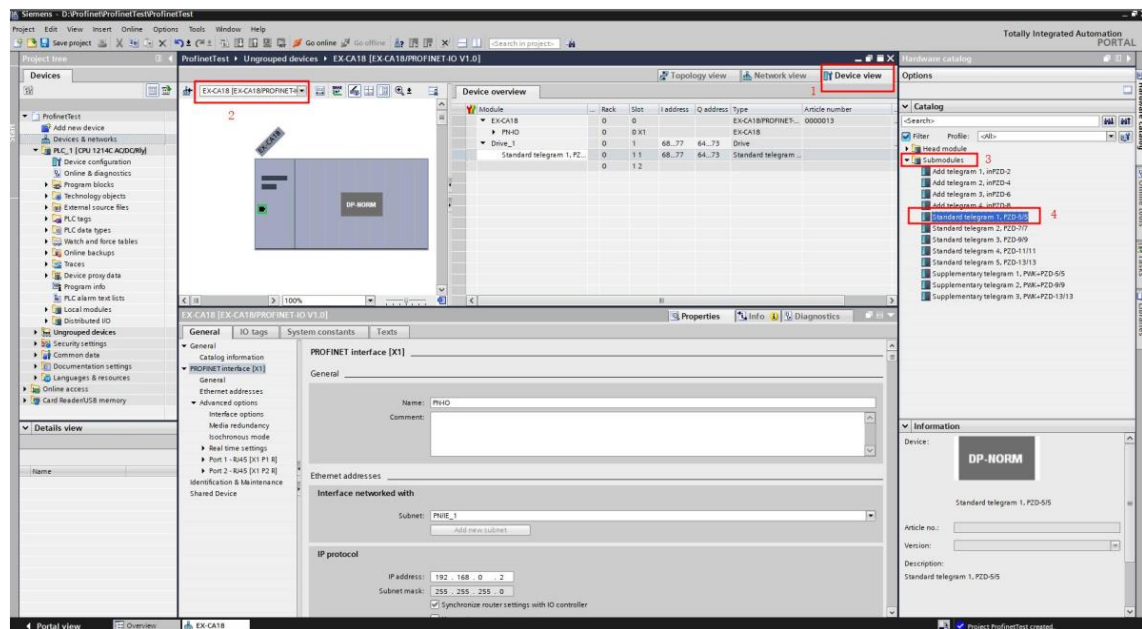 Siemens - D:\Profinet\ProfinetTest\ProfinetTest
Project Edit View Insert Online Options Tools Window Help
Totally Integrated Automation
PORTAL
Save project
Go online
Go offline
<Search in project>
Project tree
Devices
ProfinetTest
Add new device
Devices & networks
PLC_1 [CPU 1214C AC/DC/Rly]
Device configuration
Online & diagnostics
Program blocks
Technology objects
External source files
PLC tags
PLC data types
Watch and force tables
Online backups
Traces
Device proxy data
Program info
PLC alarm text lists
Local modules
Distributed I/O
Ungrouped devices
Security settings
Common data
Documentation settings
Languages & resources
Online access
Card Reader/USB memory
Details view
Name
ProfinetTest ▸ Ungrouped devices ▸ EX-CA18 [EX-CA18/PROFINET-IO V1.0]
Topology view
Network view
Device view
1
EX-CA18 [EX-CA18/PROFINET-I
2
EX-CA18
DP-NORM
100%
Device overview
Module ... Rack Slot I address Q address Type Article number
EX-CA18 0 0 EX-CA18/PROFINET-... 0000013
PN-IO 0 0 X1 EX-CA18
Drive_1 0 1 68...77 64...73 Drive
Standard telegram 1, PZ... 0 1 1 68...77 64...73 Standard telegram ...
0 1 2
EX-CA18 [EX-CA18/PROFINET-IO V1.0]
Properties
Info
Diagnostics
General
IO tags
System constants
Texts
General
Catalog information
PROFINET interface [X1]
General
Ethernet addresses
Advanced options
Interface options
Media redundancy
Isochronous mode
Real time settings
Port 1 - RJ45 [X1 P1 R]
Port 2 - RJ45 [X1 P2 R]
Identification & Maintenance
Shared Device
PROFINET interface [X1]
General
Name: PN-IO
Comment:
Ethernet addresses
Interface networked with
Subnet: PN/IE_1
Add new subnet
IP protocol
IP address: 192 . 168 . 0 . 2
Subnet mask: 255 . 255 . 255 . 0
Synchronize router settings with IO controller
Hardware catalog
Options
Catalog
<Search>
Filter
Profile: <All>
Head module
Submodules
3
Add telegram 1, inPZD-2
Add telegram 2, inPZD-4
Add telegram 3, inPZD-6
Add telegram 4, inPZD-8
Standard telegram 1, PZD-5/5
4
Standard telegram 2, PZD-7/7
Standard telegram 3, PZD-9/9
Standard telegram 4, PZD-11/11
Standard telegram 5, PZD-13/13
Supplementary telegram 1, PWK+PZD-5/5
Supplementary telegram 2, PWK+PZD-9/9
Supplementary telegram 3, PWK+PZD-13/13
Information
Device:
DP-NORM
Standard telegram 1, PZD-5/5
Article no.:
Version:
Description:
Standard telegram 1, PZD-5/5
Hardware catalog
Online tools
Tasks
Libraries
Portal view
Overview
EX-CA18
Project ProfinetTest created.